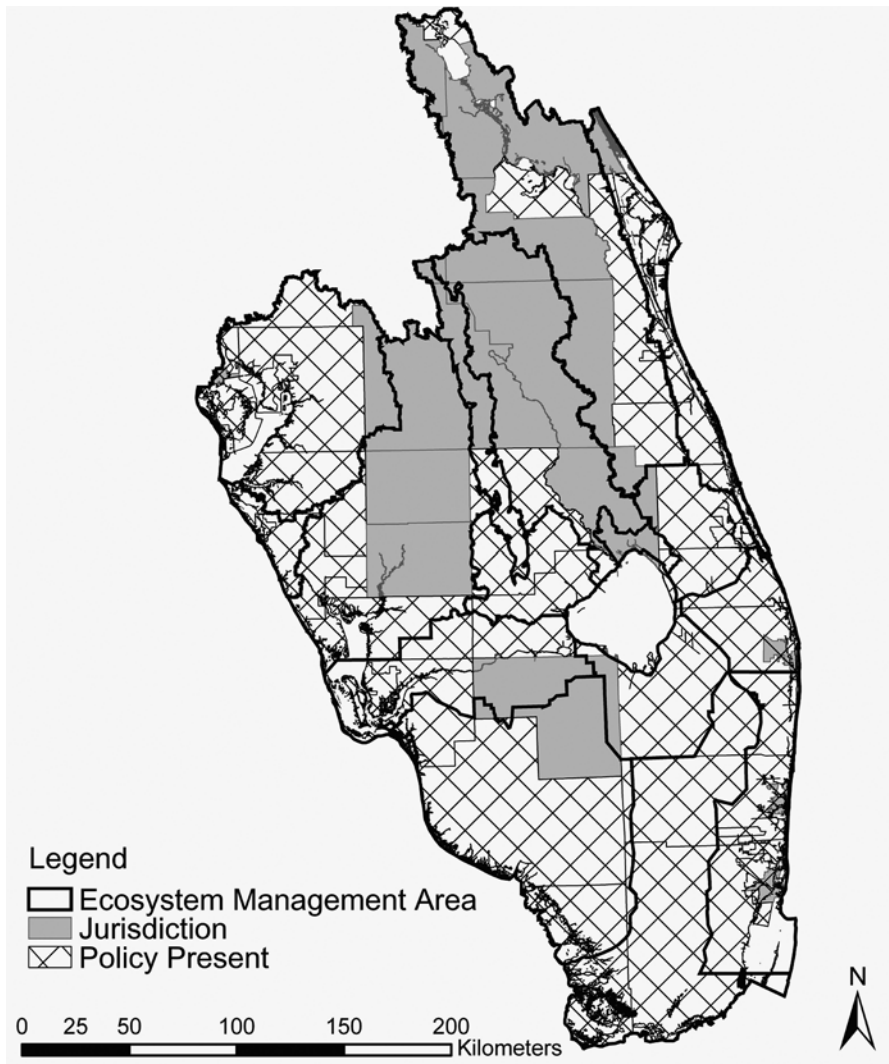 Legend
Ecosystem Management Area
Jurisdiction
Policy Present
N
0 25 50 100 150 200
Kilometers